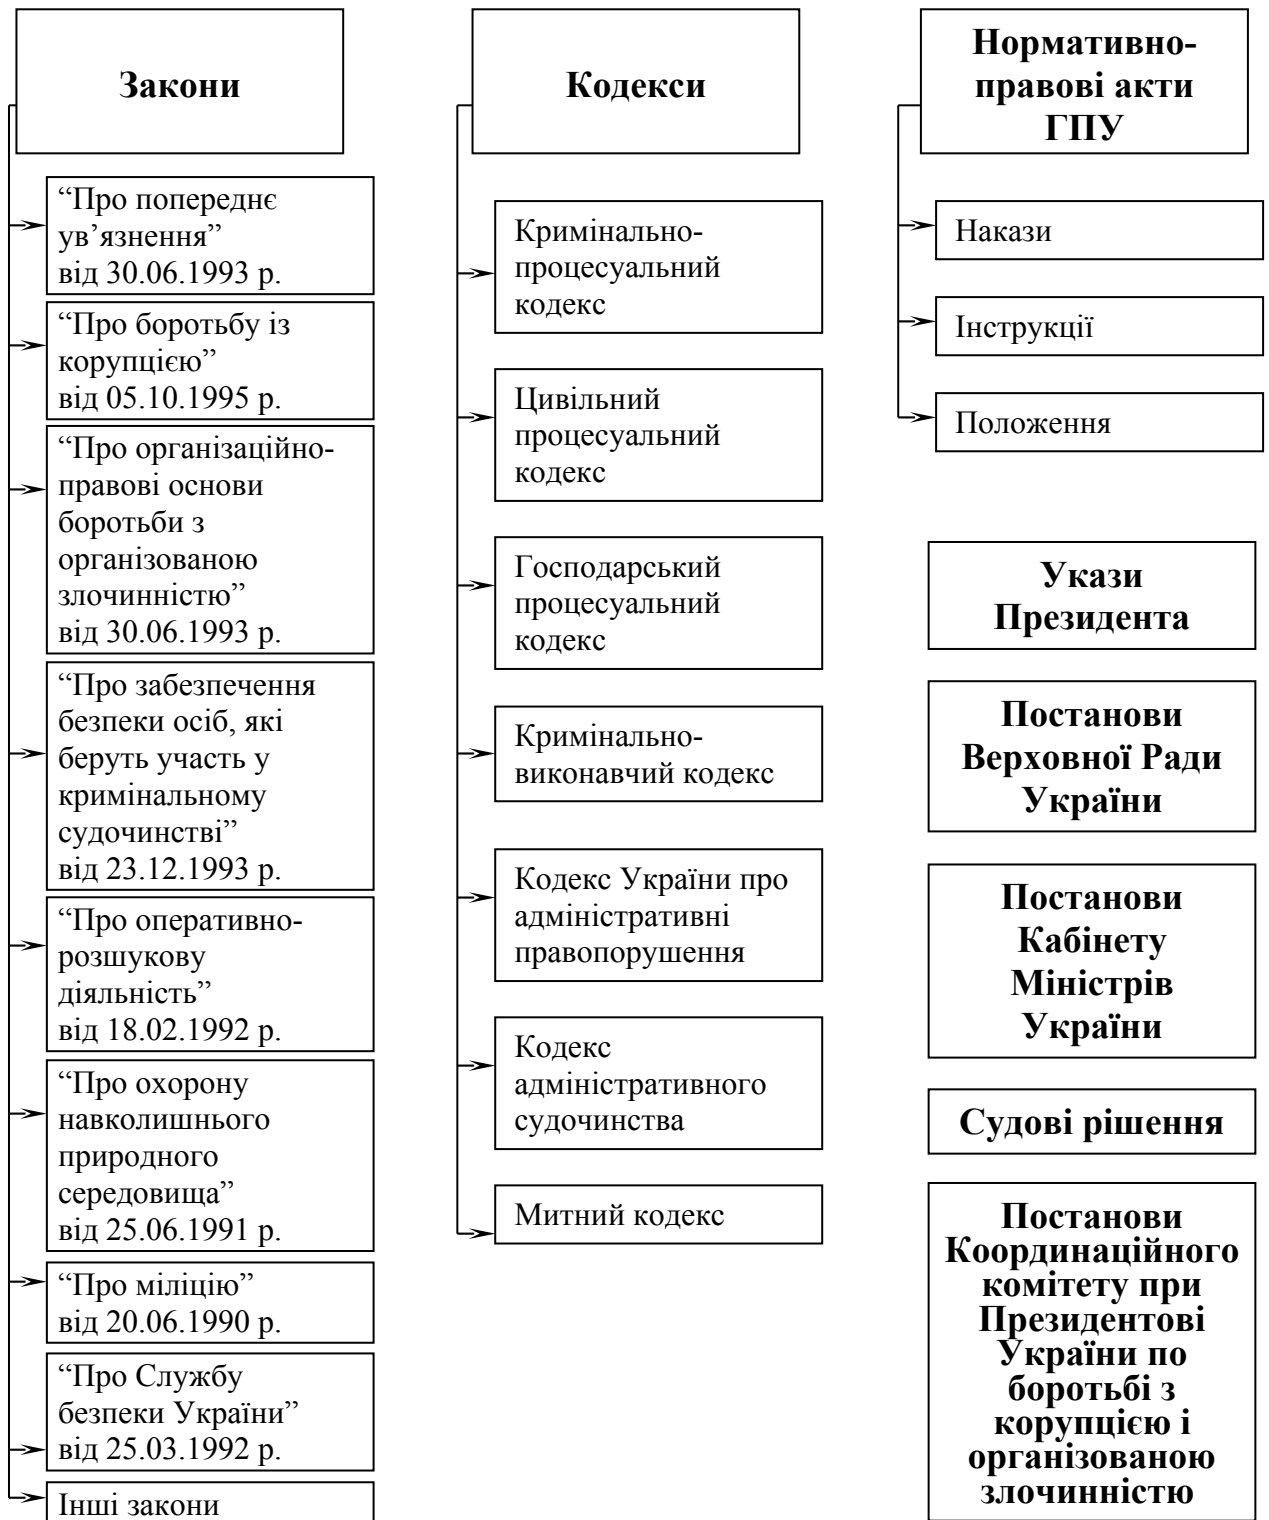 Закони
“Про попереднє
ув’язнення”
від 30.06.1993 р.
“Про боротьбу із
корупцією”
від 05.10.1995 р.
“Про організаційно-
правові основи
боротьби з
організованою
злочинністю”
від 30.06.1993 р.
“Про забезпечення
безпеки осіб, які
беруть участь у
кримінальному
судочинстві”
від 23.12.1993 р.
“Про оперативно-
розшукову
діяльність”
від 18.02.1992 р.
“Про охорону
навколишнього
природного
середовища”
від 25.06.1991 р.
“Про міліцію”
від 20.06.1990 р.
“Про Службу
безпеки України”
від 25.03.1992 р.
Інші закони
Кодекси
Кримінально-
процесуальний
кодекс
Цивільний
процесуальний
кодекс
Господарський
процесуальний
кодекс
Кримінально-
виконавчий кодекс
Кодекс України про
адміністративні
правопорушення
Кодекс
адміністративного
судочинства
Митний кодекс
Нормативно-
правові акти
ГПУ
Накази
Інструкції
Положення
Укази
Президента
Постанови
Верховної Ради
України
Постанови
Кабінету
Міністрів
України
Судові рішення
Постанови
Координаційного
комітету при
Президентові
України по
боротьбі з
корупцією і
організованою
злочинністю